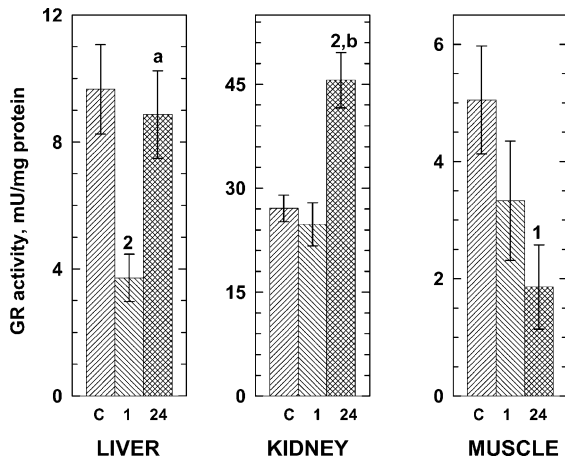 GR activity, mU/mg protein
12
8
4
0
2
a
C 1 24
LIVER
45
30
15
0
2,b
C 1 24
KIDNEY
6
4
2
0
1
C 1 24
MUSCLE